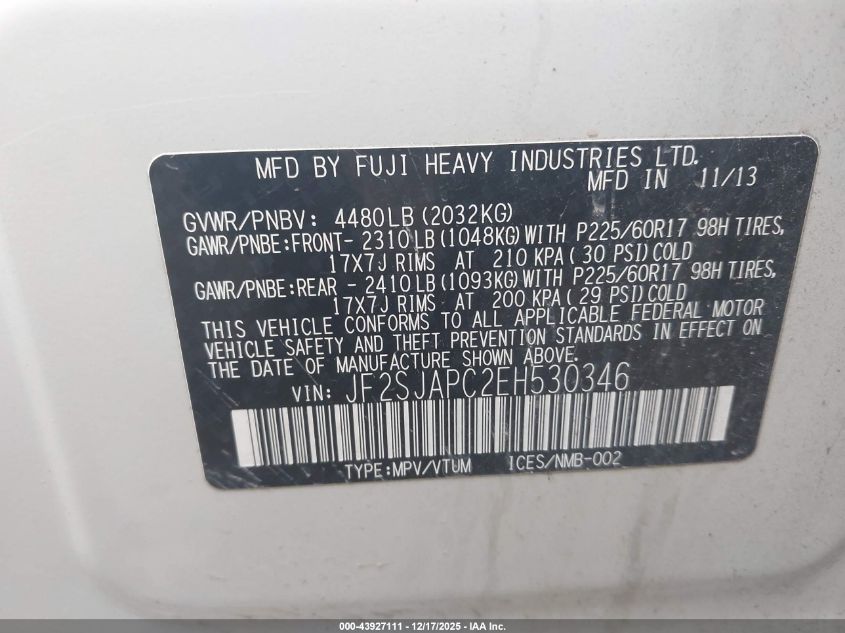 MFD BY FUJI HEAVY INDUSTRIES LTD.
MFD IN 11/13
GVWR/PNBV: 4480LB(2032KG)
GAWR/PNBE:FRONT- 2310LB(1048KG)WITH P225/60R17 98H TIRES,
17X7J RIMS AT 210 KPA( 30 PSI)COLD
GAWR/PNBE:REAR - 2410LB(1093KG)WITH P225/60R17 98H TIRES,
17X7J RIMS AT 200 KPA( 29 PSI)COLD
THIS VEHICLE CONFORMS TO ALL APPLICABLE FEDERAL MOTOR
VEHICLE SAFETY AND THEFT PREVENTION STANDARDS IN EFFECT ON
THE DATE OF MANUFACTURE SHOWN ABOVE.
VIN: JF2SJAPC2EH530346
TYPE:MPV/VTUM ICES/NMB-002
000-43927111 - 12/17/2025 - IAA Inc.